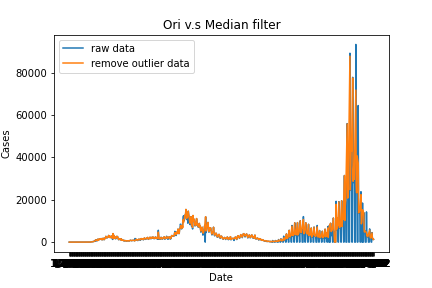 Ori v.s Median filter
raw data
remove outlier data
80000
60000
40000
20000
0
Cases
Date